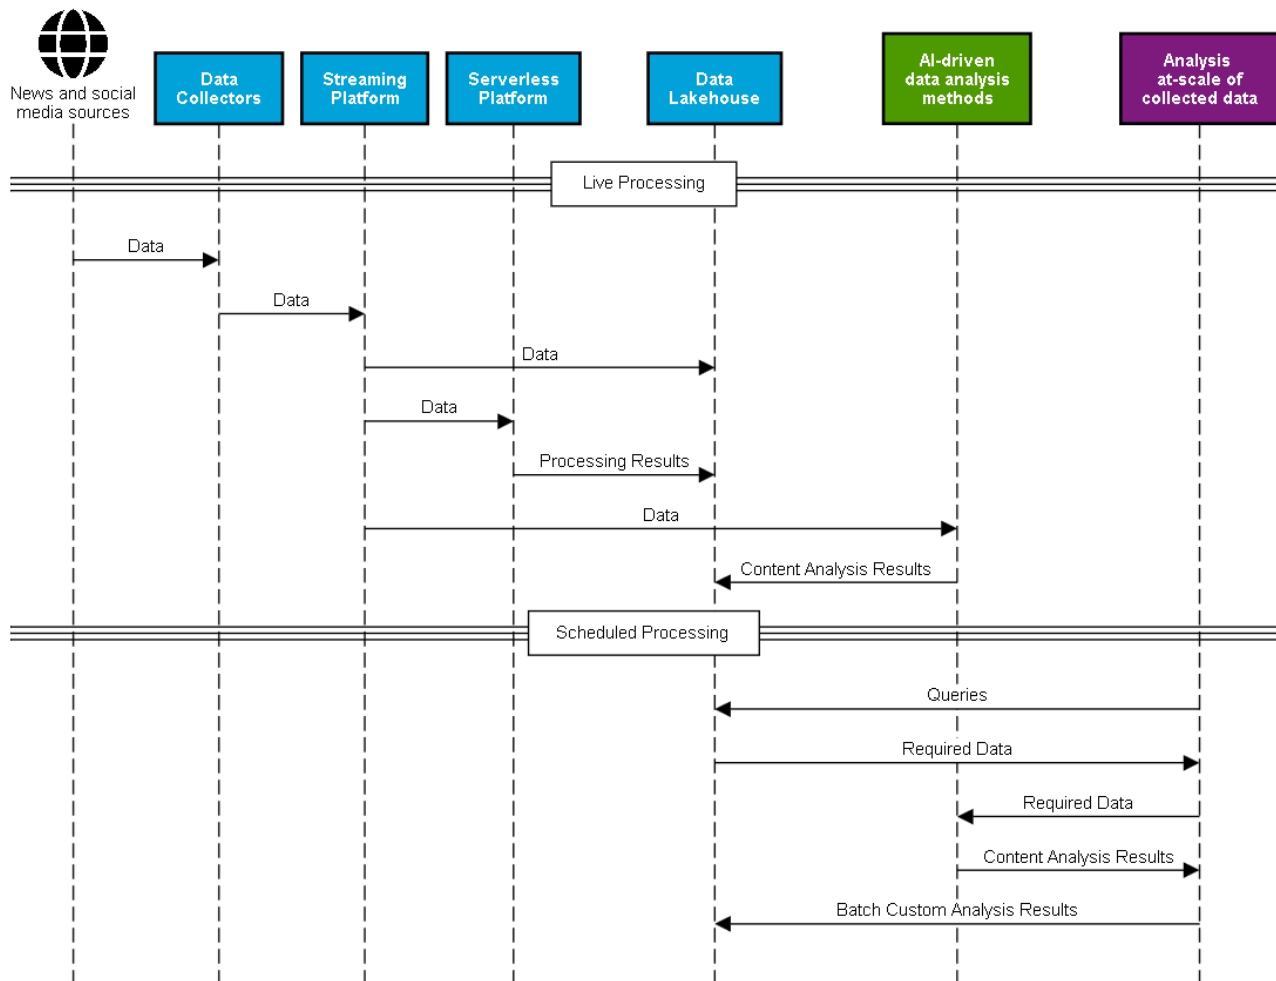 News and social
media sources
Data
Collectors
Streaming
Platform
Serverless
Platform
Data
Lakehouse
AI-driven
data analysis
methods
Analysis
at-scale of
collected data
Live Processing
Data
Data
Data
Data
Processing Results
Data
Content Analysis Results
Scheduled Processing
Queries
Required Data
Required Data
Content Analysis Results
Batch Custom Analysis Results